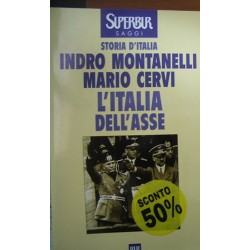 SUPERBUR
SAGGI
STORIA D'ITALIA
INDRO MONTANELLI
MARIO CERVI
L'ITALIA
DELL'ASSE
SCONTO
50%